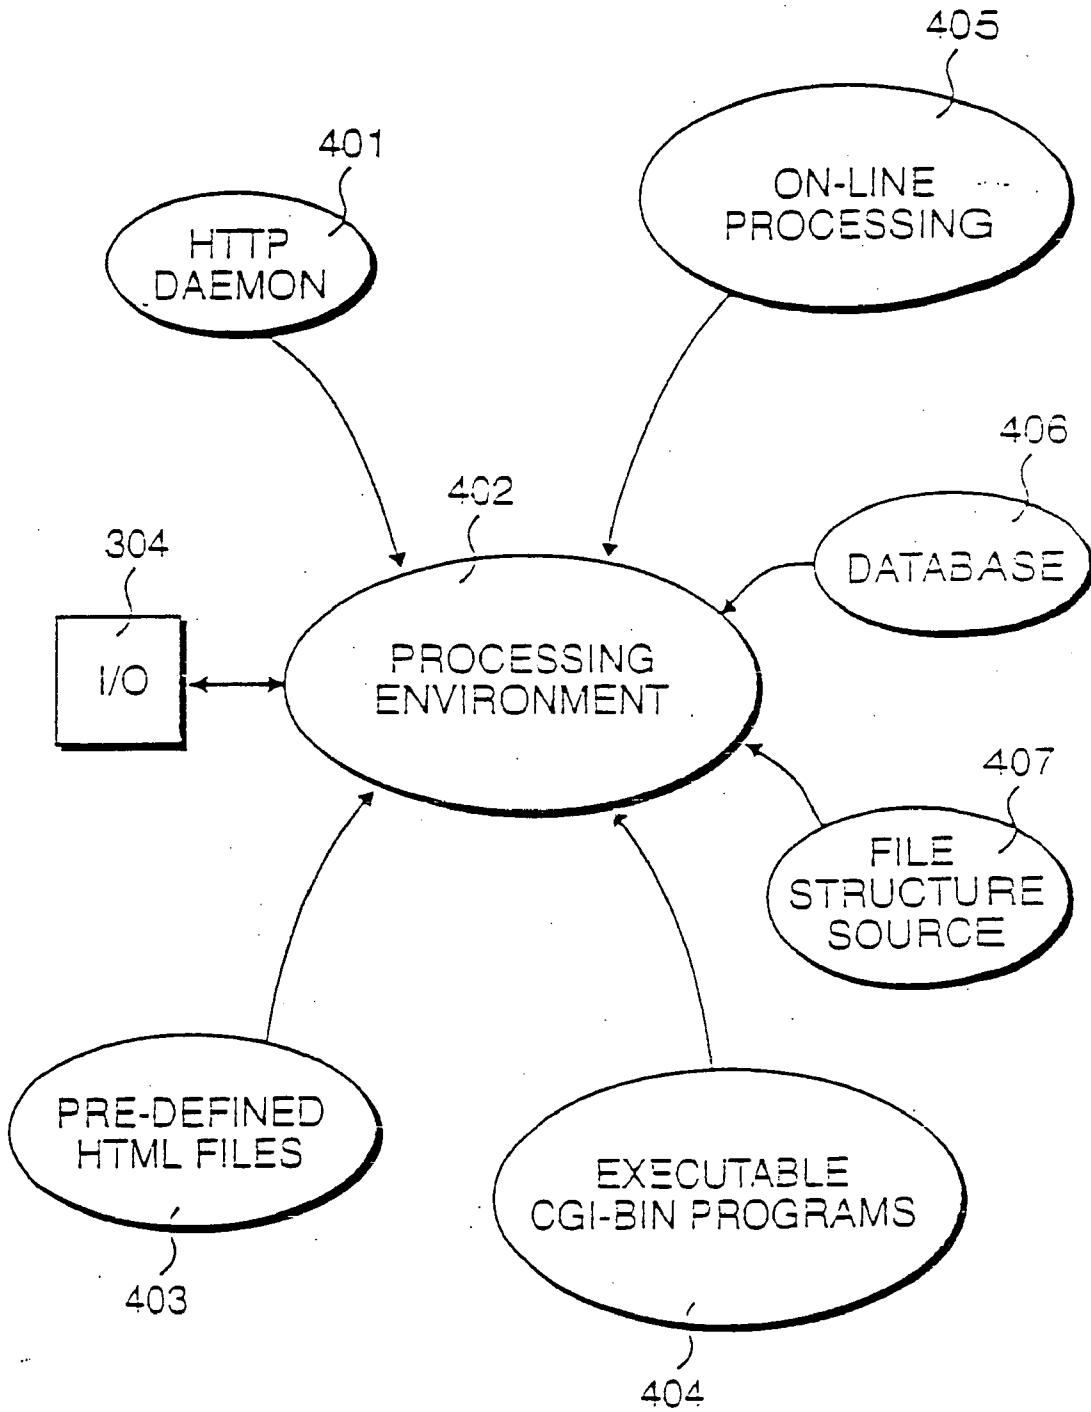 405
401
ON-LINE
PROCESSING
HTTP
DAEMON
406
402
304
DATABASE
I/O
PROCESSING
ENVIRONMENT
407
FILE
STRUCTURE
SOURCE
PRE-DEFINED
HTML FILES
EXECUTABLE
CGI-BIN PROGRAMS
403
404